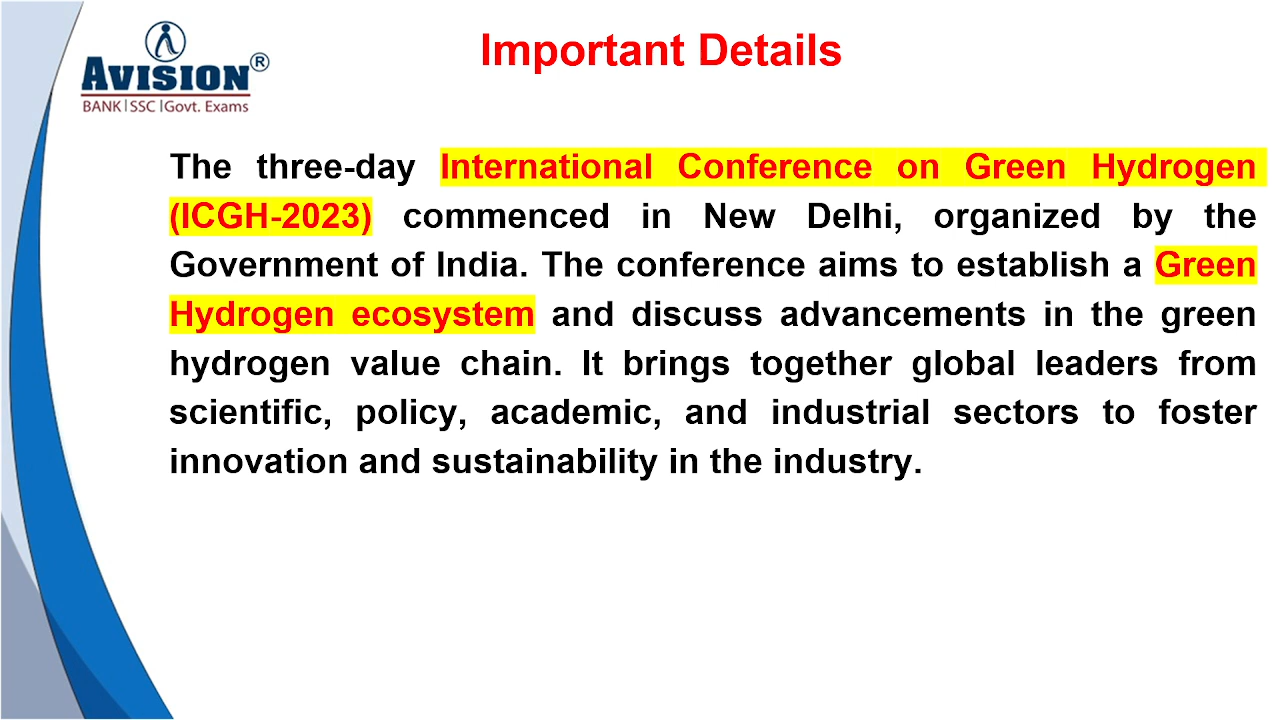 AVISION®
BANK|SSC|Govt. Exams
Important Details
The three-day International Conference on Green Hydrogen
(ICGH-2023) commenced in New Delhi, organized by the
Government of India. The conference aims to establish a Green
Hydrogen ecosystem and discuss advancements in the green
hydrogen value chain. It brings together global leaders from
scientific, policy, academic, and industrial sectors to foster
innovation and sustainability in the industry.